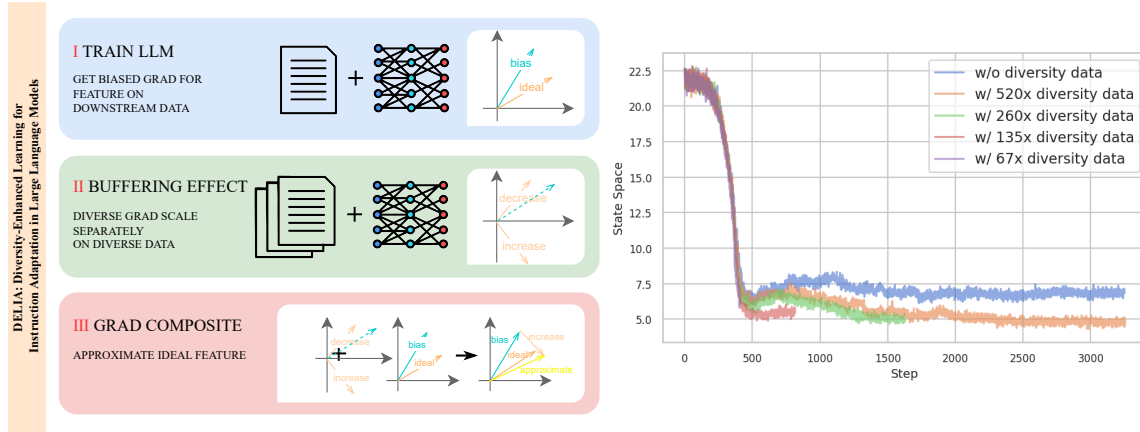 DELIA: Diversity-Enhanced Learning for
Instruction Adaptation in Large Language Models
I TRAIN LLM
GET BIASED GRAD FOR
FEATURE ON
DOWNSTREAM DATA
+
bias
ideal
II BUFFERING EFFECT
DIVERSE GRAD SCALE
SEPARATELY
ON DIVERSE DATA
+
decrease
increase
III GRAD COMPOSITE
APPROXIMATE IDEAL FEATURE
decrease
+
increase
bias
ideal
bias
increase
ideal
approximate
State Space
22.5
20.0
17.5
15.0
12.5
10.0
7.5
5.0
w/o diversity data
w/ 520x diversity data
w/ 260x diversity data
w/ 135x diversity data
w/ 67x diversity data
0 500 1000 1500 2000 2500 3000
Step